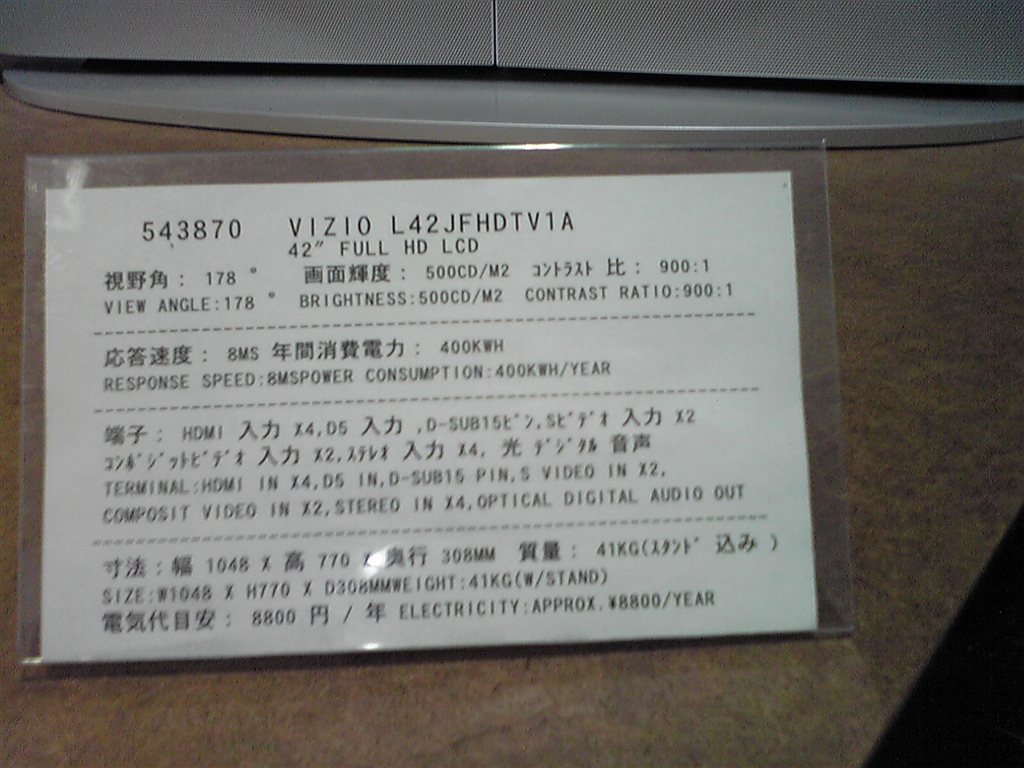 543870 VIZIO L42JFHDTV1A
42" FULL HD LCD
視野角: 178 ° 画面輝度: 500CD/M2 ｺﾝﾄﾗｽﾄ 比: 900:1
VIEW ANGLE:178 ° BRIGHTNESS:500CD/M2 CONTRAST RATIO:900:1
応答速度: 8MS 年間消費電力: 400KWH
RESPONSE SPEED:8MSPOWER CONSUMPTION:400KWH/YEAR
端子: HDMI 入力 X4,D5 入力 ,D-SUB15ﾋﾟﾝ,Sﾋﾞﾃﾞｵ 入力 X2
ｺﾝﾎﾟｼﾞｯﾄﾋﾞﾃﾞｵ 入力 X2,ｽﾃﾚｵ 入力 X4, 光 ﾃﾞｼﾞﾀﾙ 音声
TERMINAL:HDMI IN X4,D5 IN,D-SUB15 PIN,S VIDEO IN X2,
COMPOSIT VIDEO IN X2,STEREO IN X4,OPTICAL DIGITAL AUDIO OUT
寸法:幅 1048 X 高 770 X 奥行 308MM 質量: 41KG(ｽﾀﾝﾄﾞ 込み )
SIZE:W1048 X H770 X D308MMWEIGHT:41KG(W/STAND)
電気代目安: 8800 円 / 年 ELECTRICITY:APPROX.¥8800/YEAR